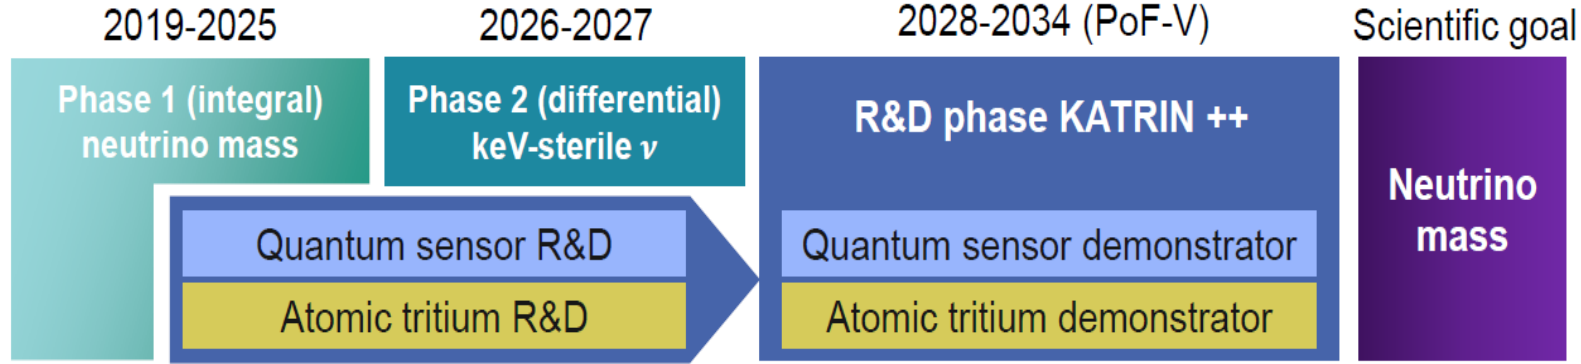 2019-2025
2026-2027
2028-2034 (PoF-V)
Scientific goal
Phase 1 (integral)
neutrino mass
Phase 2 (differential)
keV-sterile ν
R&D phase KATRIN ++
Neutrino
mass
Quantum sensor R&D
Atomic tritium R&D
Quantum sensor demonstrator
Atomic tritium demonstrator